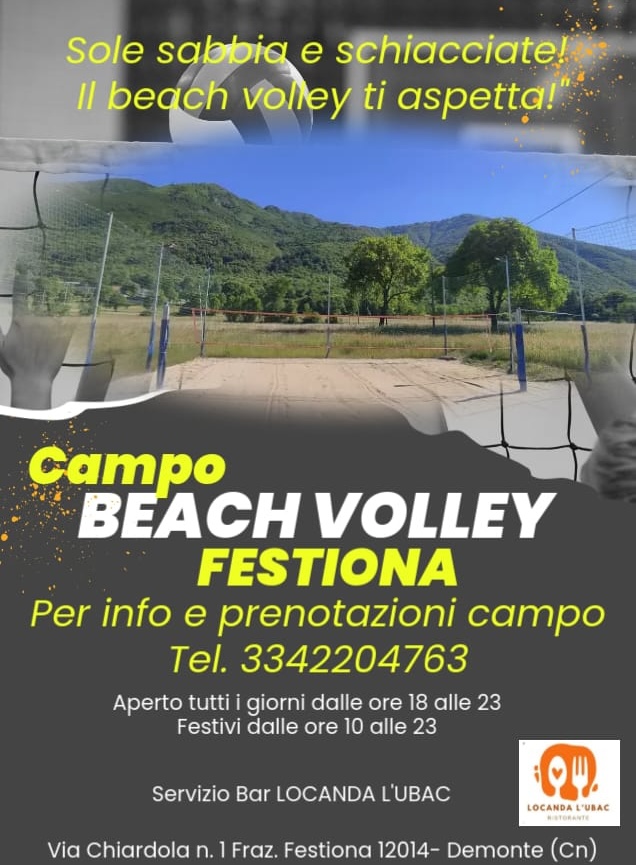 Sole sabbia e schiacciate!
Il beach volley ti aspetta!"
Campo
BEACH VOLLEY
FESTIONA
Per info e prenotazioni campo
Tel. 3342204763
Aperto tutti i giorni dalle ore 18 alle 23
Festivi dalle ore 10 alle 23
Servizio Bar LOCANDA L'UBAC
LOCANDA L'UBAC
RISTORANTE
Via Chiardola n. 1 Fraz. Festiona 12014- Demonte (Cn)